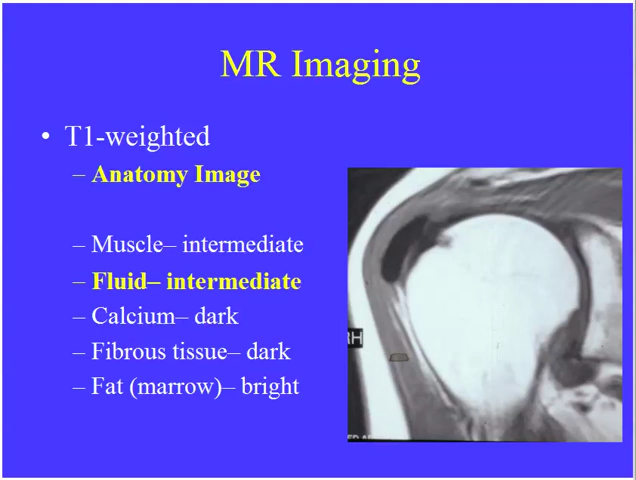 MR Imaging
• T1-weighted
– Anatomy Image
– Muscle– intermediate
– Fluid– intermediate
– Calcium– dark
– Fibrous tissue– dark
– Fat (marrow)– bright
RH